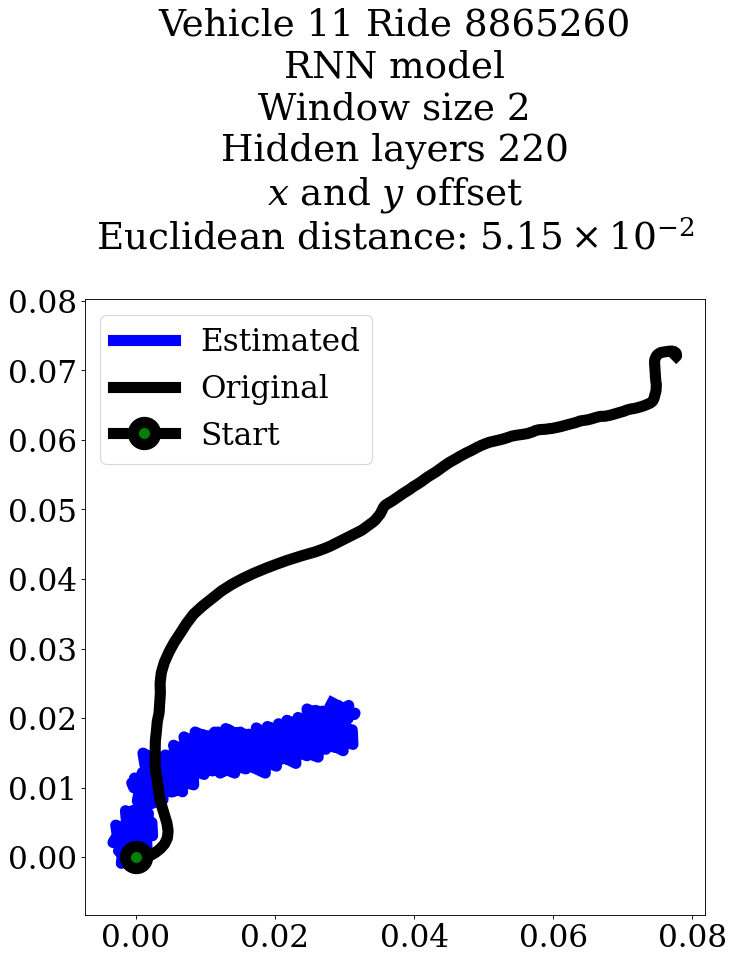 Vehicle 11 Ride 8865260
RNN model
Window size 2
Hidden layers 220
x and y offset
Euclidean distance: 5.15 × 10⁻²
0.08
0.07
0.06
0.05
0.04
0.03
0.02
0.01
0.00
Estimated
Original
Start
0.00 0.02 0.04 0.06 0.08